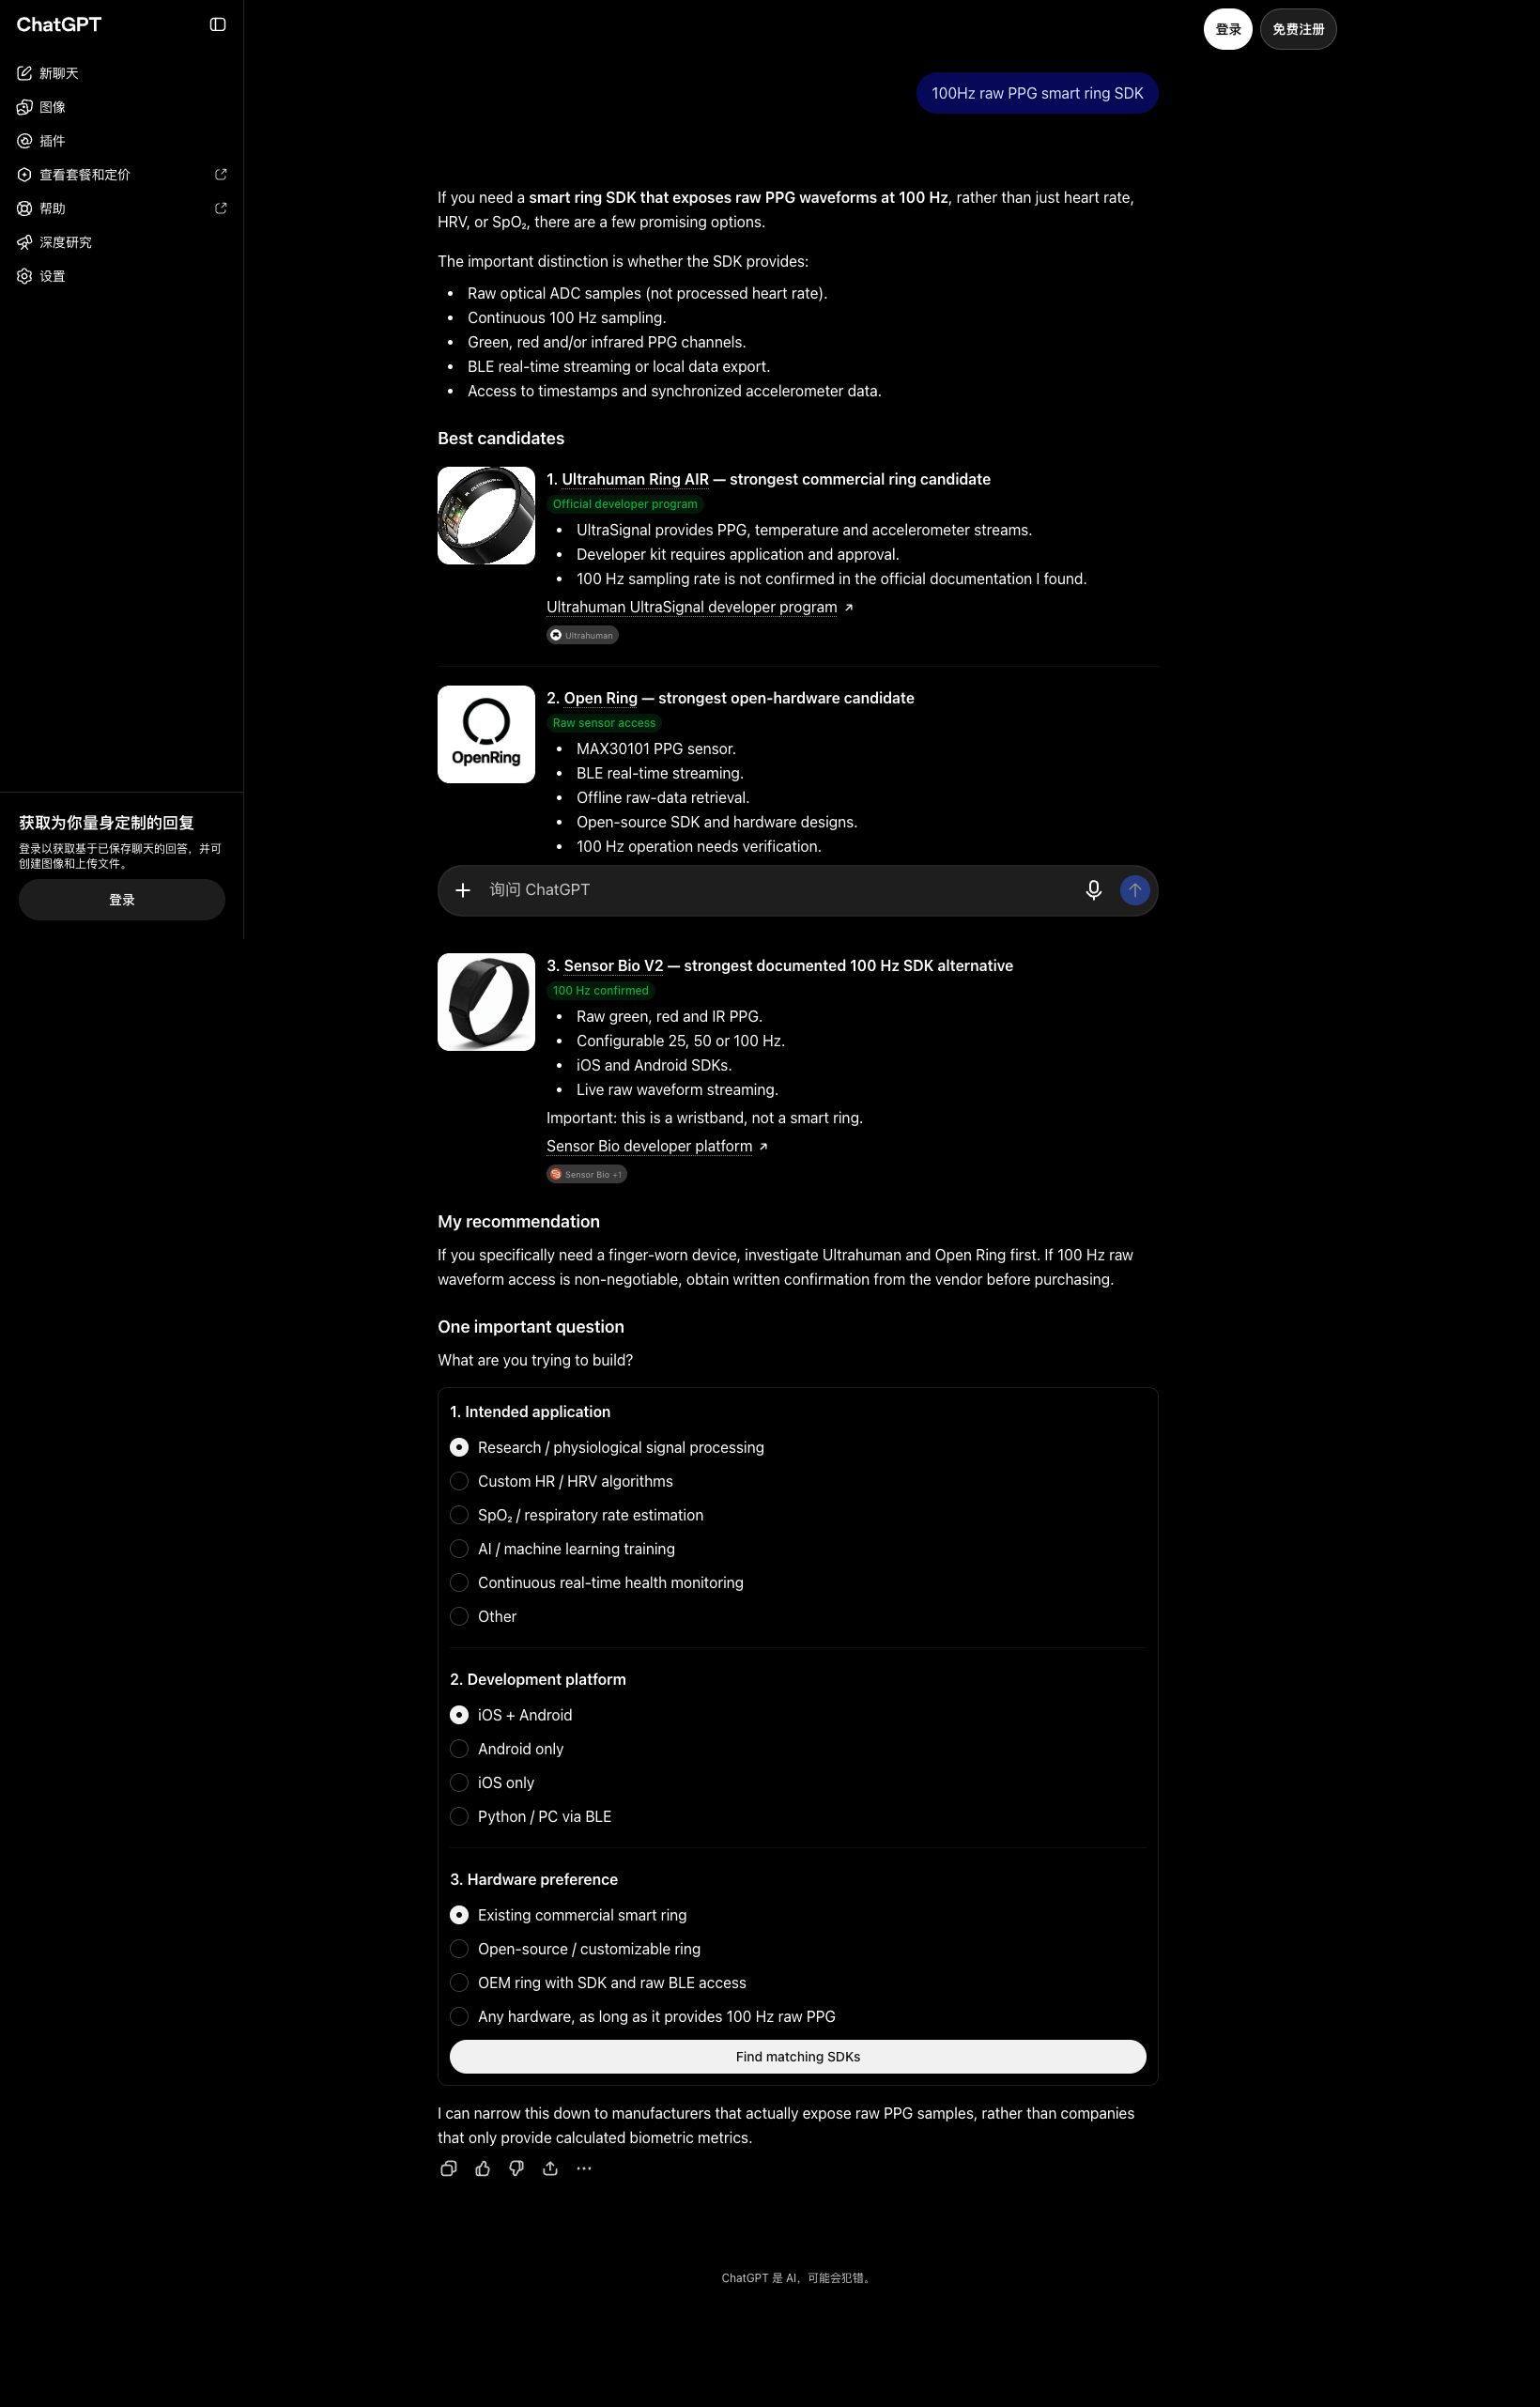 ChatGPT
新聊天
图像
插件
查看套餐和定价
帮助
深度研究
设置
获取为你量身定制的回复
登录以获取基于已保存聊天的回答，并可
创建图像和上传文件。
登录
登录
免费注册
100Hz raw PPG smart ring SDK
If you need a smart ring SDK that exposes raw PPG waveforms at 100 Hz, rather than just heart rate,
HRV, or SpO₂, there are a few promising options.
The important distinction is whether the SDK provides:
• Raw optical ADC samples (not processed heart rate).
• Continuous 100 Hz sampling.
• Green, red and/or infrared PPG channels.
• BLE real-time streaming or local data export.
• Access to timestamps and synchronized accelerometer data.
Best candidates
1. Ultrahuman Ring AIR — strongest commercial ring candidate
Official developer program
• UltraSignal provides PPG, temperature and accelerometer streams.
• Developer kit requires application and approval.
• 100 Hz sampling rate is not confirmed in the official documentation I found.
Ultrahuman UltraSignal developer program ↗
Ultrahuman
OpenRing
2. Open Ring — strongest open-hardware candidate
Raw sensor access
• MAX30101 PPG sensor.
• BLE real-time streaming.
• Offline raw-data retrieval.
• Open-source SDK and hardware designs.
• 100 Hz operation needs verification.
询问 ChatGPT
3. Sensor Bio V2 — strongest documented 100 Hz SDK alternative
100 Hz confirmed
• Raw green, red and IR PPG.
• Configurable 25, 50 or 100 Hz.
• iOS and Android SDKs.
• Live raw waveform streaming.
Important: this is a wristband, not a smart ring.
Sensor Bio developer platform ↗
Sensor Bio +1
My recommendation
If you specifically need a finger-worn device, investigate Ultrahuman and Open Ring first. If 100 Hz raw
waveform access is non-negotiable, obtain written confirmation from the vendor before purchasing.
One important question
What are you trying to build?
1. Intended application
Research / physiological signal processing
Custom HR / HRV algorithms
SpO₂ / respiratory rate estimation
AI / machine learning training
Continuous real-time health monitoring
Other
2. Development platform
iOS + Android
Android only
iOS only
Python / PC via BLE
3. Hardware preference
Existing commercial smart ring
Open-source / customizable ring
OEM ring with SDK and raw BLE access
Any hardware, as long as it provides 100 Hz raw PPG
Find matching SDKs
I can narrow this down to manufacturers that actually expose raw PPG samples, rather than companies
that only provide calculated biometric metrics.
ChatGPT 是 AI，可能会犯错。